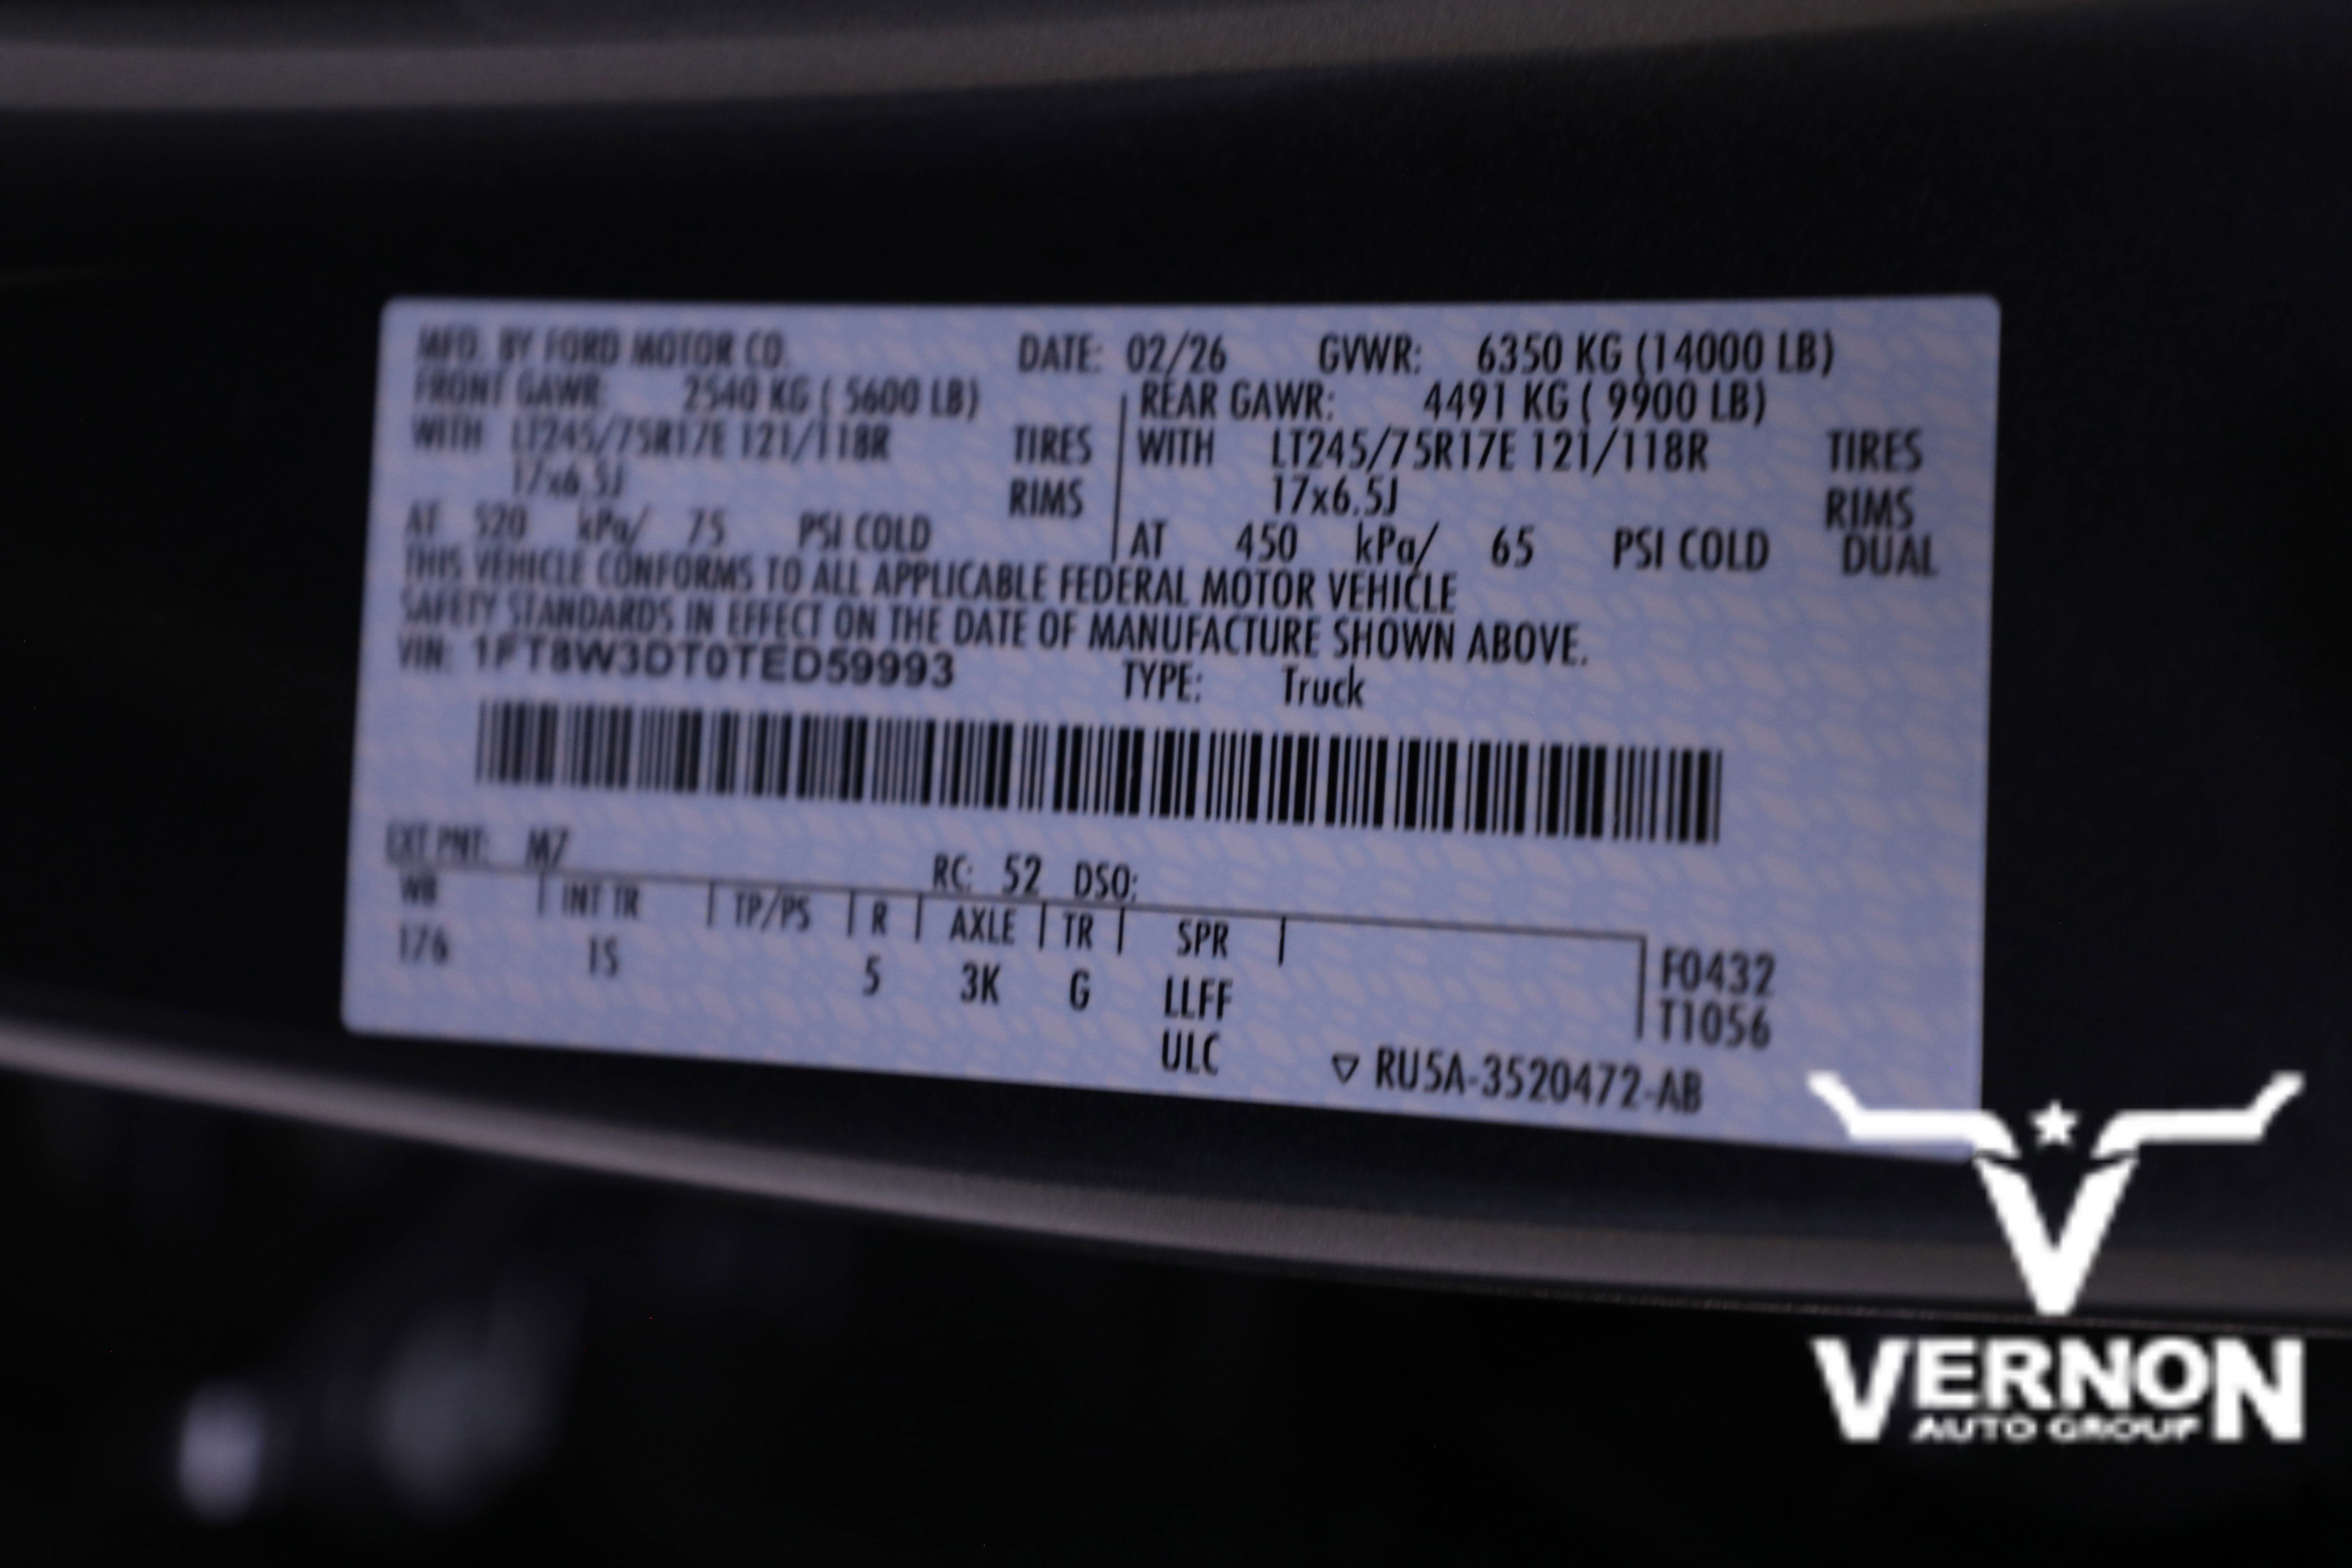 MFD. BY FORD MOTOR CO. DATE: 02/26 GVWR: 6350 KG (14000 LB)
FRONT GAWR: 2540 KG ( 5600 LB) REAR GAWR: 4491 KG ( 9900 LB)
WITH LT245/75R17E 121/118R TIRES WITH LT245/75R17E 121/118R TIRES
17x6.5J RIMS 17x6.5J RIMS
AT 520 kPa/ 75 PSI COLD AT 450 kPa/ 65 PSI COLD DUAL
THIS VEHICLE CONFORMS TO ALL APPLICABLE FEDERAL MOTOR VEHICLE
SAFETY STANDARDS IN EFFECT ON THE DATE OF MANUFACTURE SHOWN ABOVE.
VIN: 1FT8W3DT0TED59993 TYPE: Truck
EXT PNT: M7 RC: 52 DSO:
WB INT TR TP/PS R AXLE TR SPR
176 1S 5 3K G LLFF F0432
ULC T1056
▽ RU5A-3520472-AB
VERNON
AUTO GROUP